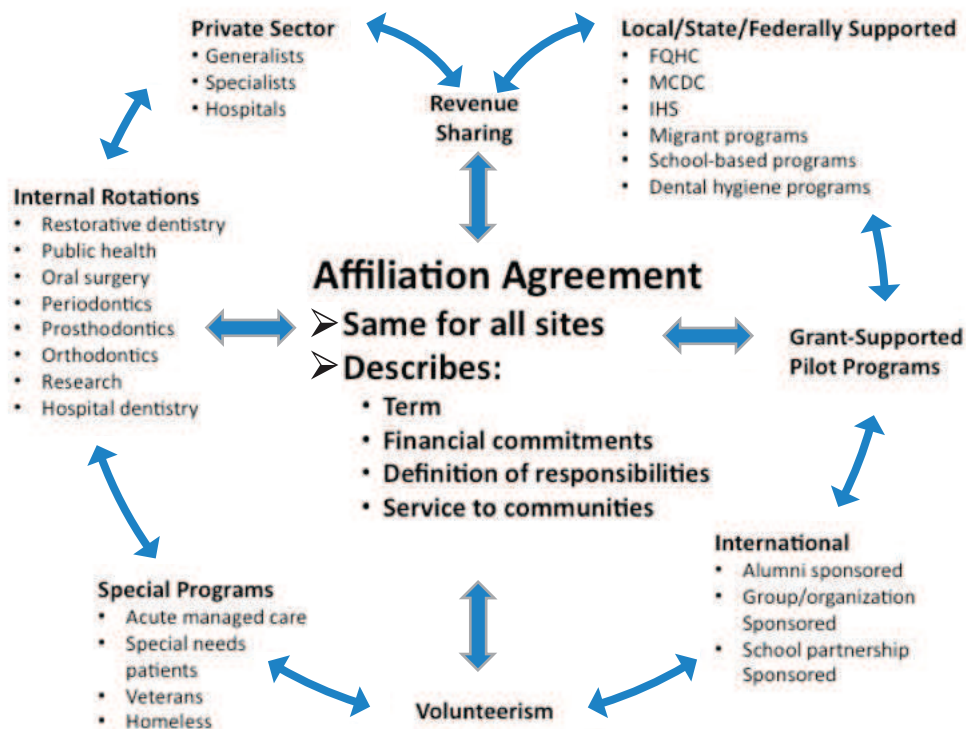 Private Sector
• Generalists
• Specialists
• Hospitals
Revenue
Sharing
Local/State/Federally Supported
• FQHC
• MCDC
• IHS
• Migrant programs
• School-based programs
• Dental hygiene programs
Internal Rotations
• Restorative dentistry
• Public health
• Oral surgery
• Periodontics
• Prosthodontics
• Orthodontics
• Research
• Hospital dentistry
Affiliation Agreement
➢ Same for all sites
➢ Describes:
• Term
• Financial commitments
• Definition of responsibilities
• Service to communities
Grant-Supported
Pilot Programs
Special Programs
• Acute managed care
• Special needs
patients
• Veterans
• Homeless
Volunteerism
International
• Alumni sponsored
• Group/organization
Sponsored
• School partnership
Sponsored